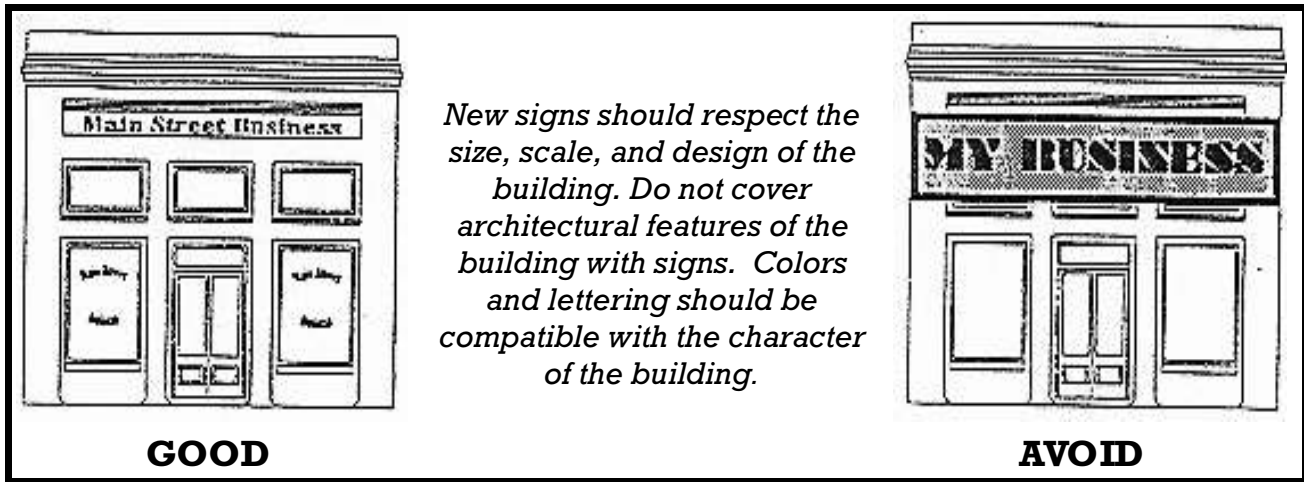 Main Street Business
New signs should respect the
size, scale, and design of the
building. Do not cover
architectural features of the
building with signs.  Colors
and lettering should be
compatible with the character
of the building.
MY BUSINESS
GOOD
AVOID